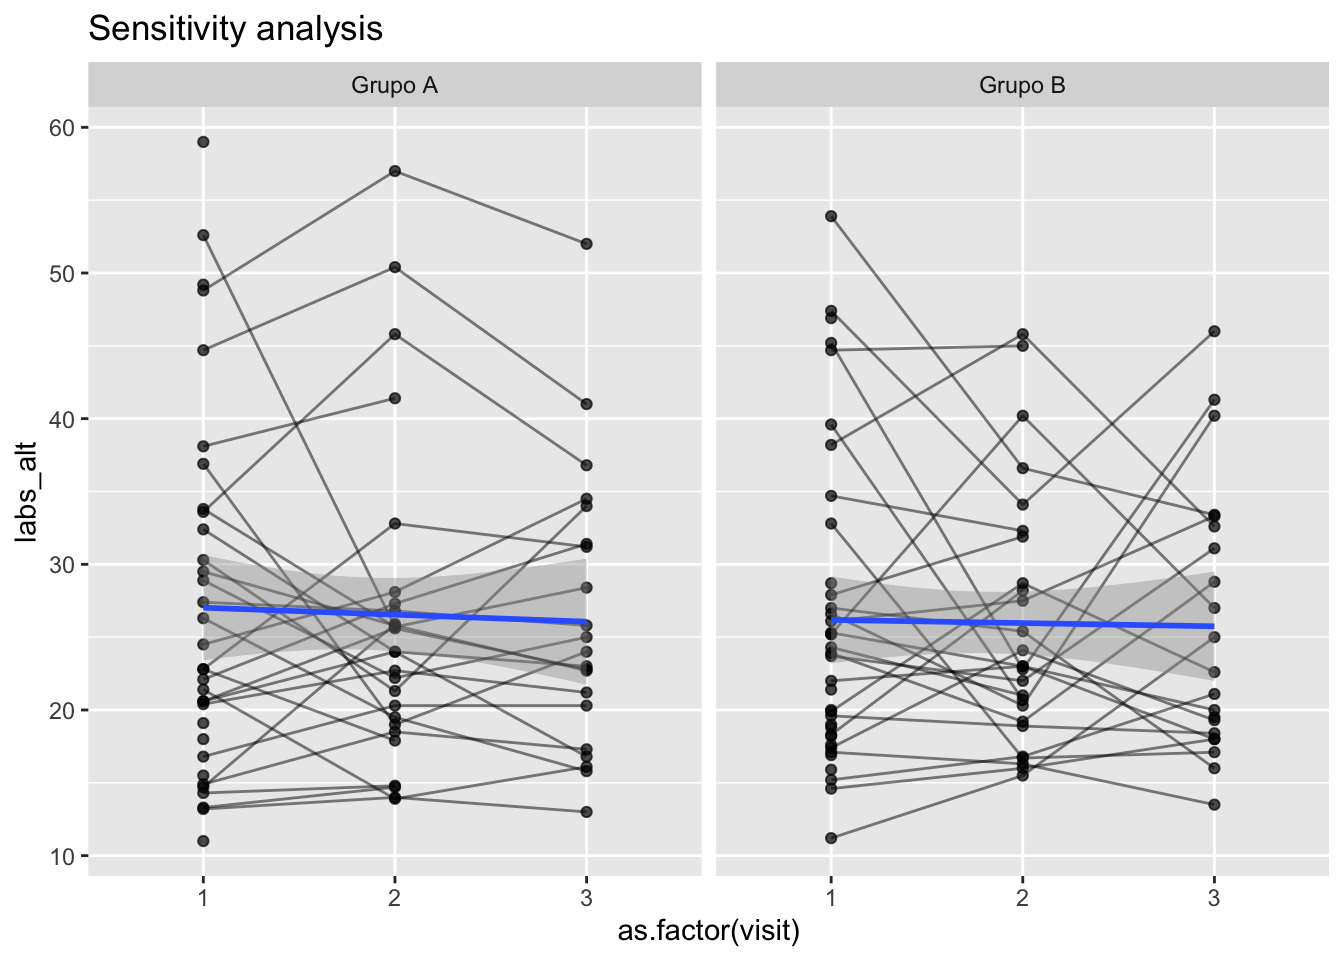 Sensitivity analysis
Grupo A
Grupo B
labs_alt
60
50
40
30
20
10
1
2
3
1
2
3
as.factor(visit)